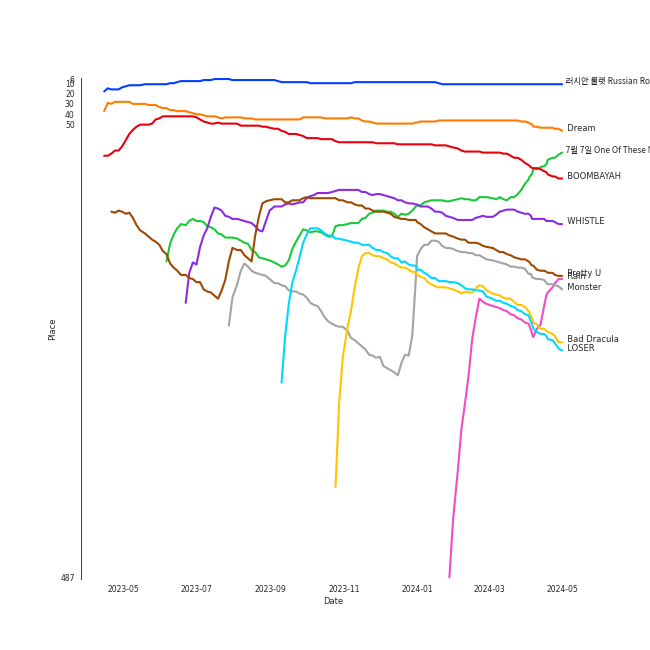 6
10
20
30
40
50
487
Place
러시안 룰렛 Russian Ro
Dream
7월 7일 One Of These N
BOOMBAYAH
WHISTLE
Pretty U
Rain
Monster
Bad Dracula
LOSER
2023-05 2023-07 2023-09 2023-11 2024-01 2024-03 2024-05
Date